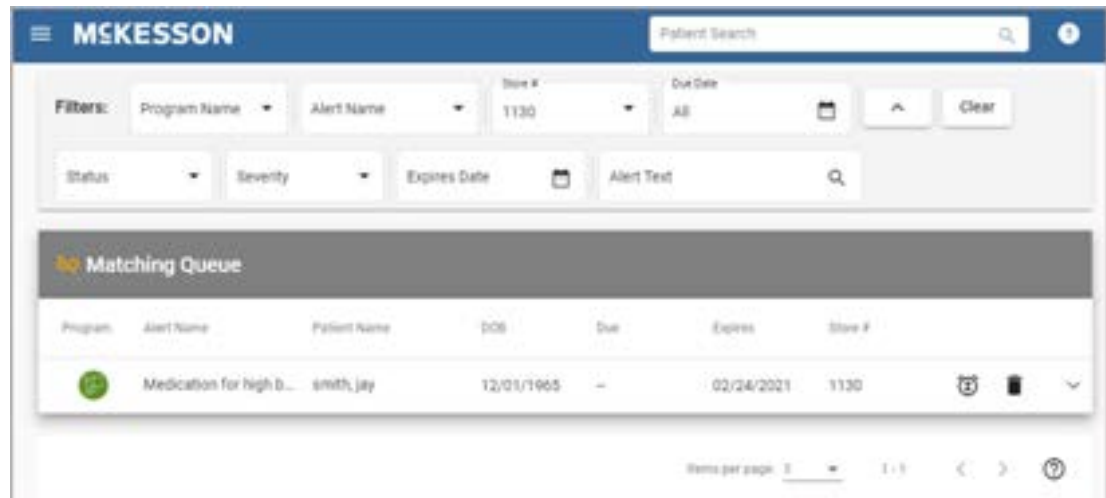 MCKESSON Patient Search
Filters: Program Name Alert Name Store # 1130 Due Date All Clear
Status Severity Expires Date Alert Text
Matching Queue
Program Alert Name Patient Name DOB Due Expires Store #
Medication for high b... smith, jay 12/01/1965 -- 02/24/2021 1130
Items per page